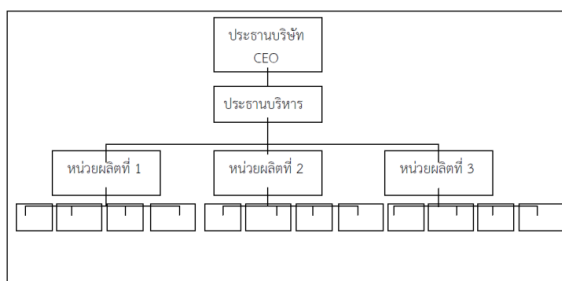 ประธานบริษัท
CEO
ประธานบริหาร
หน่วยผลิตที่ 1
หน่วยผลิตที่ 2
หน่วยผลิตที่ 3